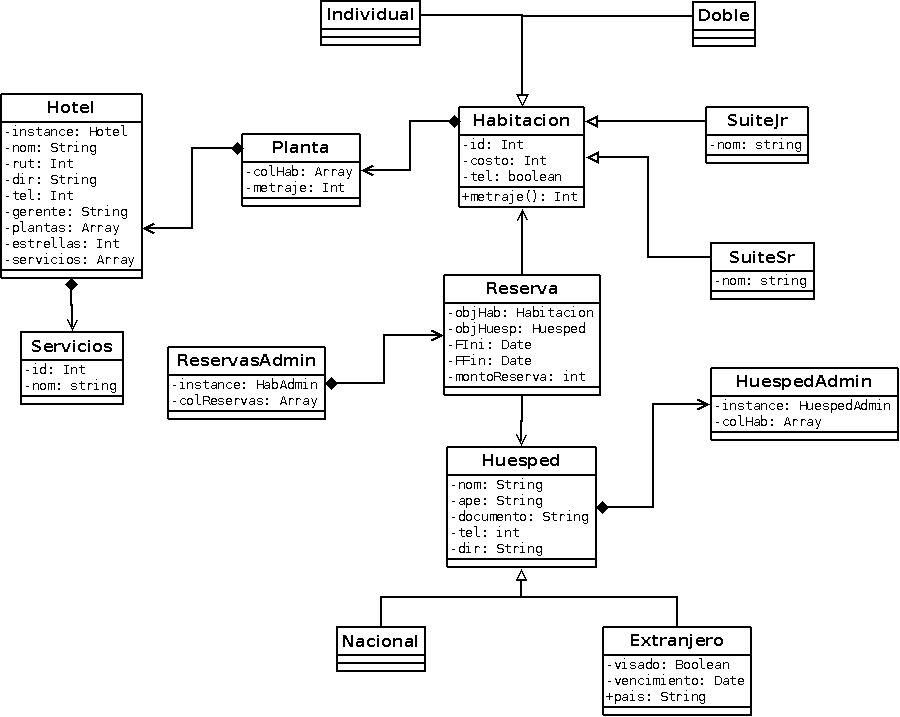 Individual
Doble
Hotel
-instance: Hotel
-nom: String
-rut: Int
-dir: String
-tel: Int
-gerente: String
-plantas: Array
-estrellas: Int
-servicios: Array
Planta
-colHab: Array
-metraje: Int
Habitacion
-id: Int
-costo: Int
-tel: boolean
+metraje(): Int
SuiteJr
-nom: string
SuiteSr
-nom: string
Servicios
-id: Int
-nom: string
ReservasAdmin
-instance: HabAdmin
-colReservas: Array
Reserva
-objHab: Habitacion
-objHuesp: Huesped
-FIni: Date
-FFin: Date
-montoReserva: int
HuespedAdmin
-instance: HuespedAdmin
-colHab: Array
Huesped
-nom: String
-ape: String
-documento: String
-tel: int
-dir: String
Nacional
Extranjero
-visado: Boolean
-vencimiento: Date
+pais: String